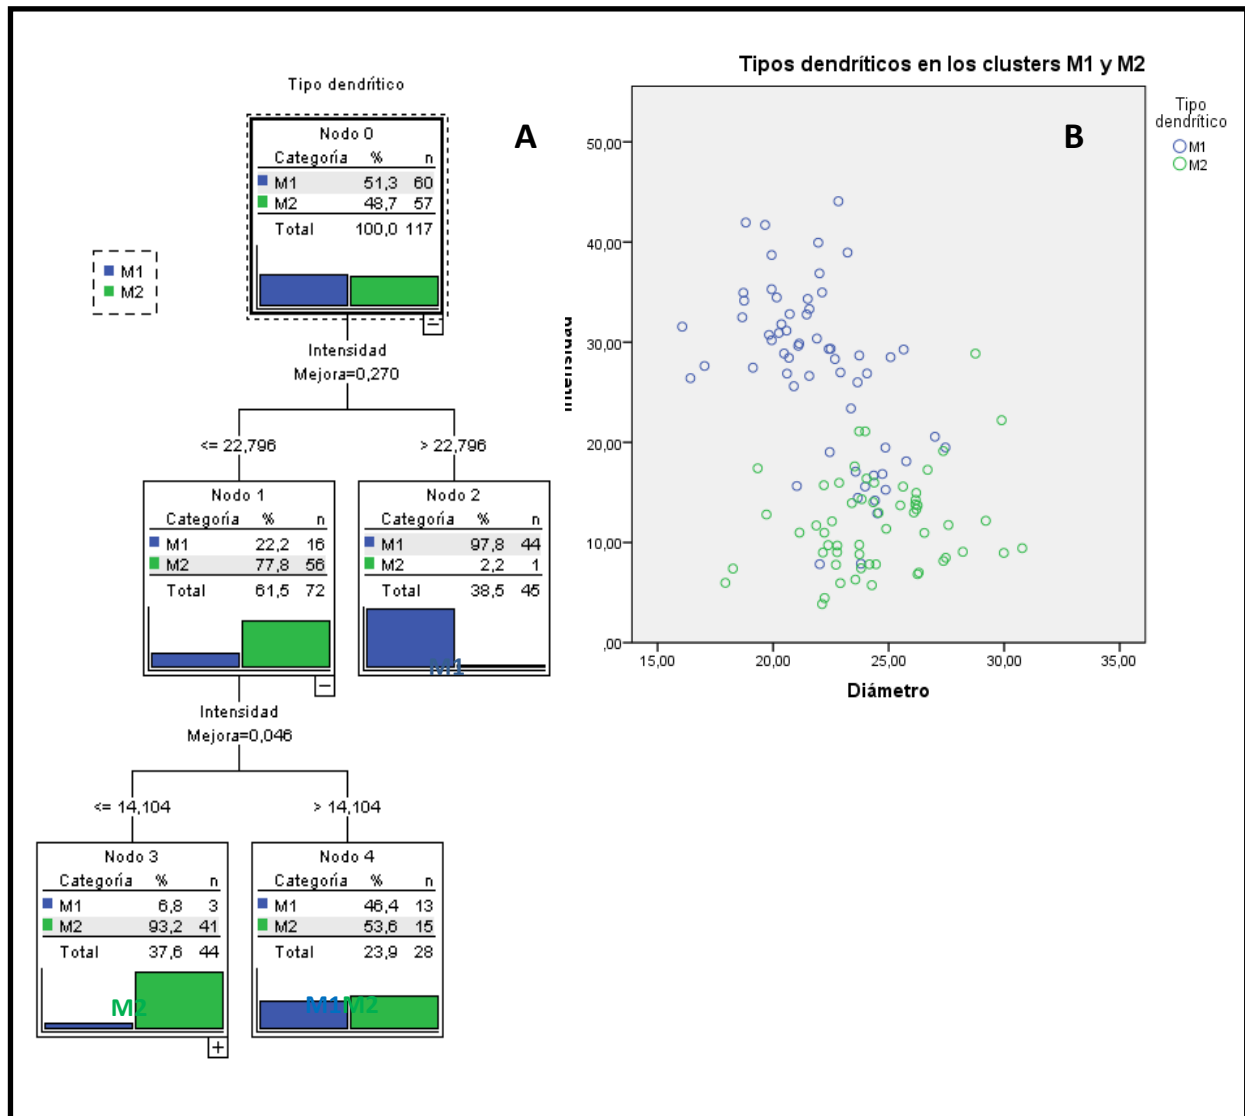 Tipo dendrítico
A
Nodo 0
Categoría % n
M1 51,3 60
M2 48,7 57
Total 100,0 117
M1
M2
Intensidad
Mejora=0,270
<= 22,796
> 22,796
Nodo 1
Categoría % n
M1 22,2 16
M2 77,8 56
Total 61,5 72
Nodo 2
Categoría % n
M1 97,8 44
M2 2,2 1
Total 38,5 45
M1
Intensidad
Mejora=0,046
<= 14,104
> 14,104
Nodo 3
Categoría % n
M1 6,8 3
M2 93,2 41
Total 37,6 44
M2
Nodo 4
Categoría % n
M1 46,4 13
M2 53,6 15
Total 23,9 28
M1M2
Tipos dendríticos en los clusters M1 y M2
B
Tipo
dendrítico
M1
M2
Intensidad
50,00
40,00
30,00
20,00
10,00
,00
15,00 20,00 25,00 30,00 35,00
Diámetro